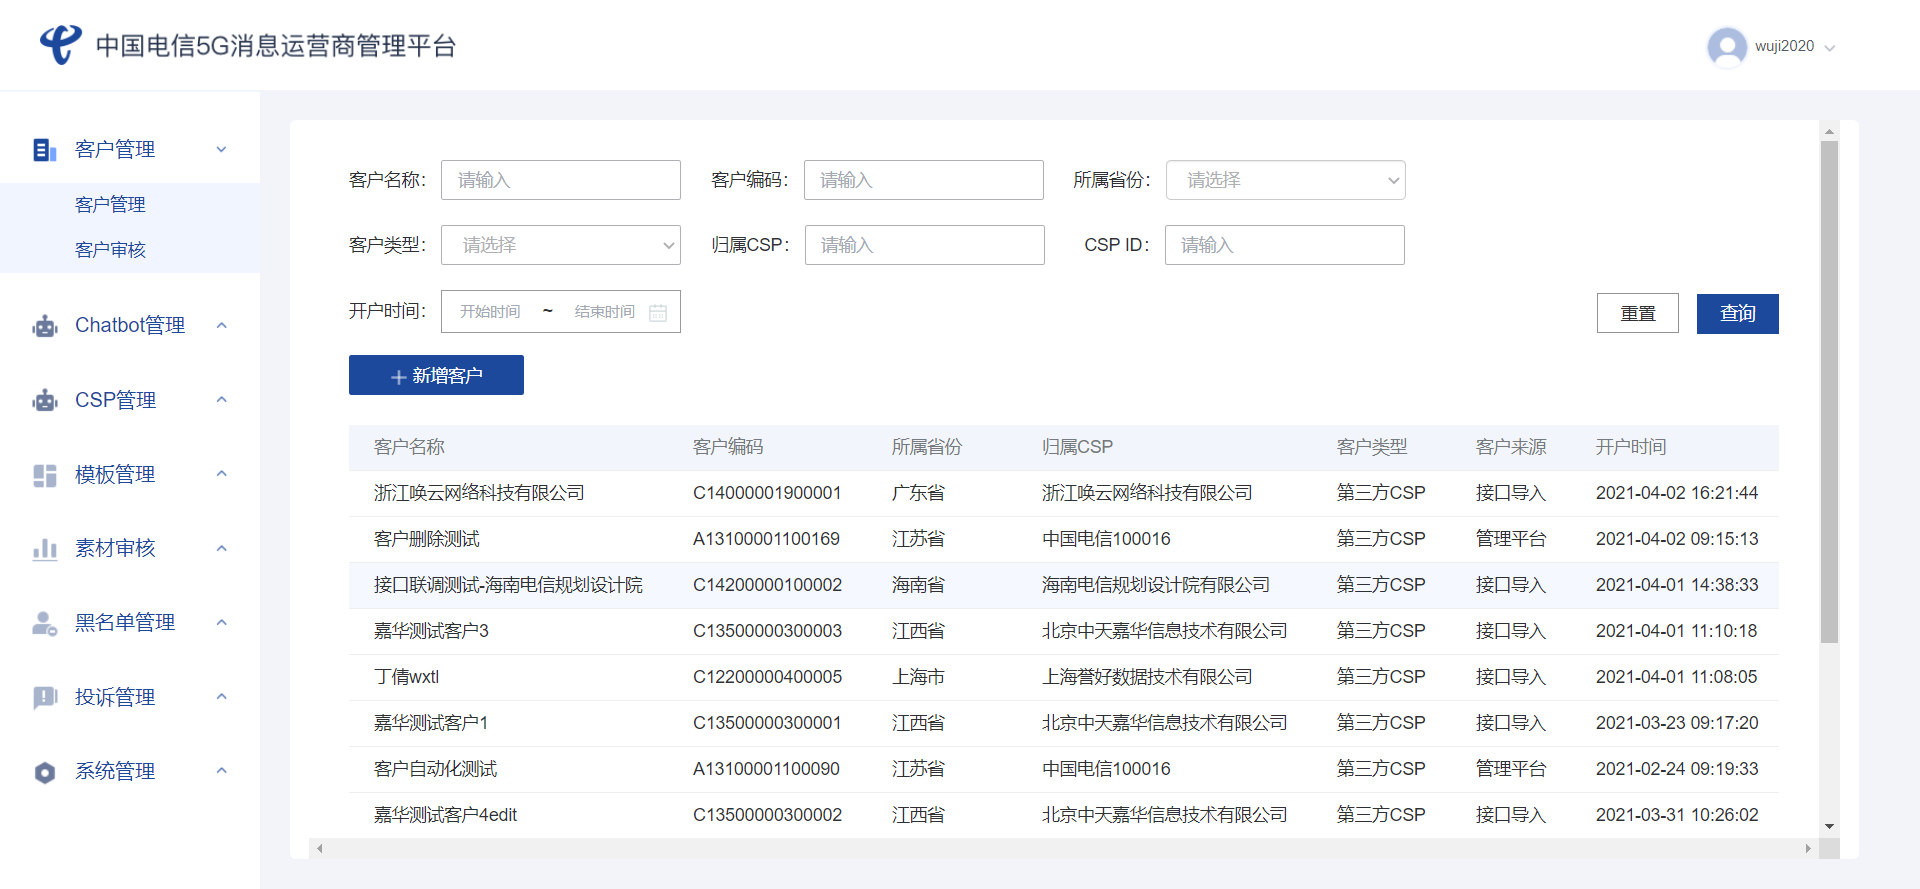 中国电信5G消息运营商管理平台
wuji2020
客户管理
客户管理
客户审核
Chatbot管理
CSP管理
模板管理
素材审核
黑名单管理
投诉管理
系统管理
客户名称： 请输入 客户编码： 请输入 所属省份： 请选择
客户类型： 请选择 归属CSP： 请输入 CSP ID： 请输入
开户时间： 开始时间 ~ 结束时间 重置 查询
新增客户
客户名称 客户编码 所属省份 归属CSP 客户类型 客户来源 开户时间
浙江唤云网络科技有限公司 C14000001900001 广东省 浙江唤云网络科技有限公司 第三方CSP 接口导入 2021-04-02 16:21:44
客户删除测试 A13100001100169 江苏省 中国电信100016 第三方CSP 管理平台 2021-04-02 09:15:13
接口联调测试-海南电信规划设计院 C14200000100002 海南省 海南电信规划设计院有限公司 第三方CSP 接口导入 2021-04-01 14:38:33
嘉华测试客户3 C13500000300003 江西省 北京中天嘉华信息技术有限公司 第三方CSP 接口导入 2021-04-01 11:10:18
丁倩wxtl C12200000400005 上海市 上海誉好数据技术有限公司 第三方CSP 接口导入 2021-04-01 11:08:05
嘉华测试客户1 C13500000300001 江西省 北京中天嘉华信息技术有限公司 第三方CSP 接口导入 2021-03-23 09:17:20
客户自动化测试 A13100001100090 江苏省 中国电信100016 第三方CSP 管理平台 2021-02-24 09:19:33
嘉华测试客户4edit C13500000300002 江西省 北京中天嘉华信息技术有限公司 第三方CSP 接口导入 2021-03-31 10:26:02